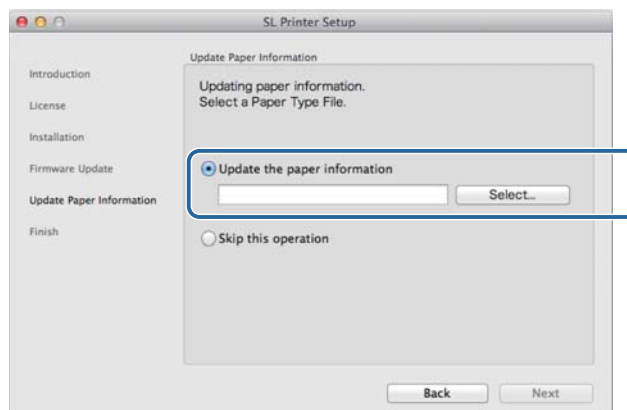 SL Printer Setup
Update Paper Information
Introduction
License
Installation
Firmware Update
Update Paper Information
Finish
Updating paper information.
Select a Paper Type File.
Update the paper information
Select...
Skip this operation
Back
Next